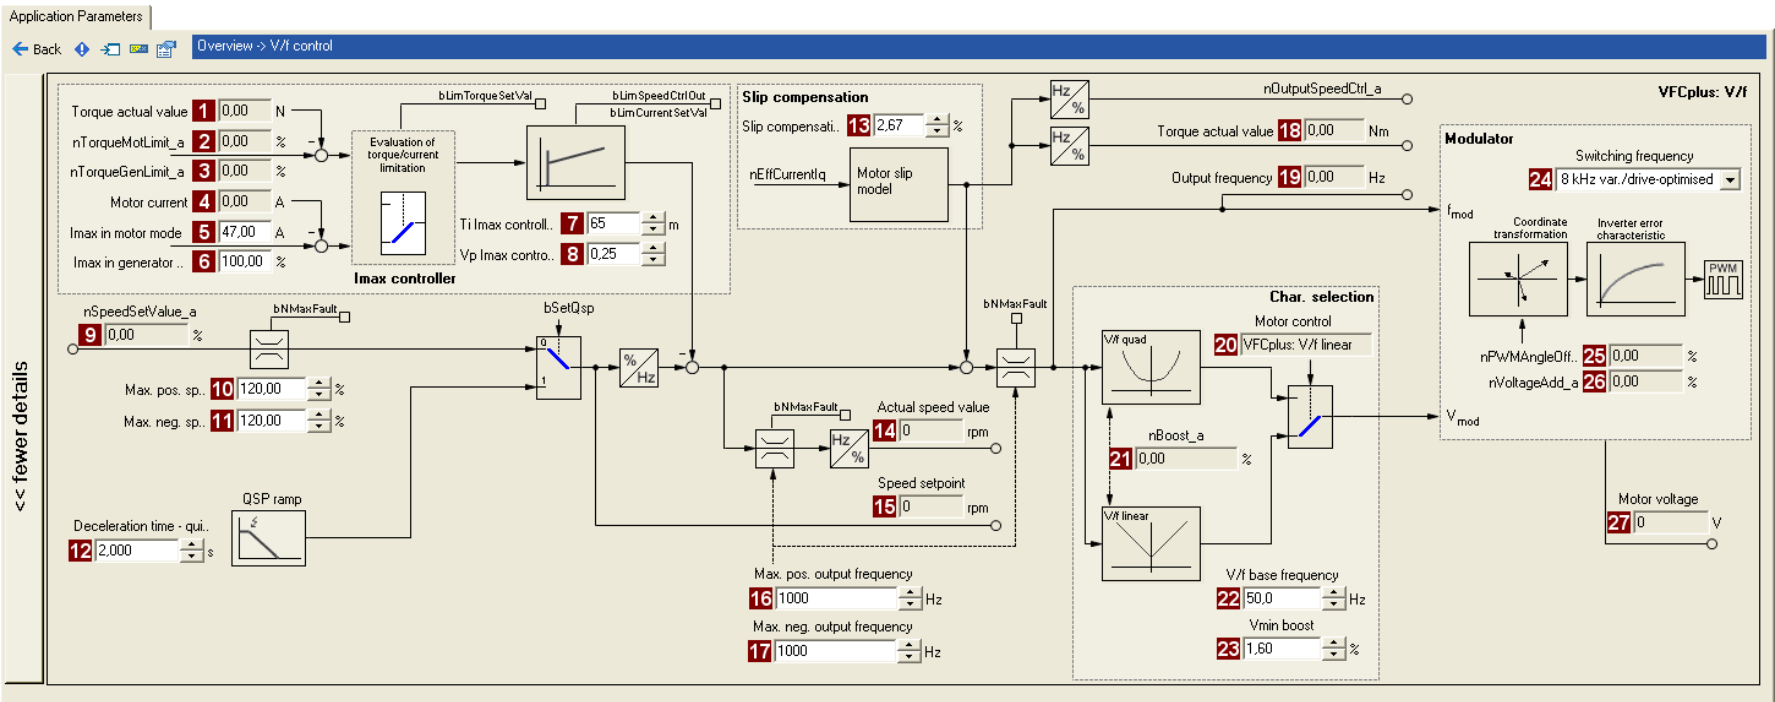 Application Parameters
Back
Overview -> V/f control
<< fewer details
VFCplus: V/f
Torque actual value 1 0,00 N
nTorqueMotLimit_a 2 0,00 %
nTorqueGenLimit_a 3 0,00 %
Motor current 4 0,00 A
Imax in motor mode 5 47,00 A
Imax in generator .. 6 100,00 %
bLimTorqueSetVal
Evaluation of
torque/current
limitation
bLimSpeedCtrlOut
bLimCurrentSetVal
Ti Imax controll.. 7 65 m
Vp Imax contro.. 8 0,25
Imax controller
Slip compensation
Slip compensati.. 13 2,67 %
nEffCurrentIq
Motor slip
model
Hz
%
nOutputSpeedCtrl_a
Hz
%
Torque actual value 18 0,00 Nm
Output frequency 19 0,00 Hz
Modulator
Switching frequency
24 8 kHz var./drive-optimised
fmod
Coordinate
transformation
Inverter error
characteristic
PWM
nPWMAngleOff.. 25 0,00 %
nVoltageAdd_a 26 0,00 %
Vmod
Motor voltage
27 0 V
nSpeedSetValue_a
9 0,00 %
bNMaxFault
Max. pos. sp.. 10 120,00 %
Max. neg. sp.. 11 120,00 %
bSetQsp
0
1
%
Hz
QSP ramp
Deceleration time - qui..
12 2,000 s
bNMaxFault
bNMaxFault
Hz
%
Actual speed value
14 0 rpm
Speed setpoint
15 0 rpm
Max. pos. output frequency
16 1000 Hz
Max. neg. output frequency
17 1000 Hz
Char. selection
Motor control
20 VFCplus: V/f linear
V/f quad
nBoost_a
21 0,00 %
V/f linear
V/f base frequency
22 50,0 Hz
Vmin boost
23 1,60 %